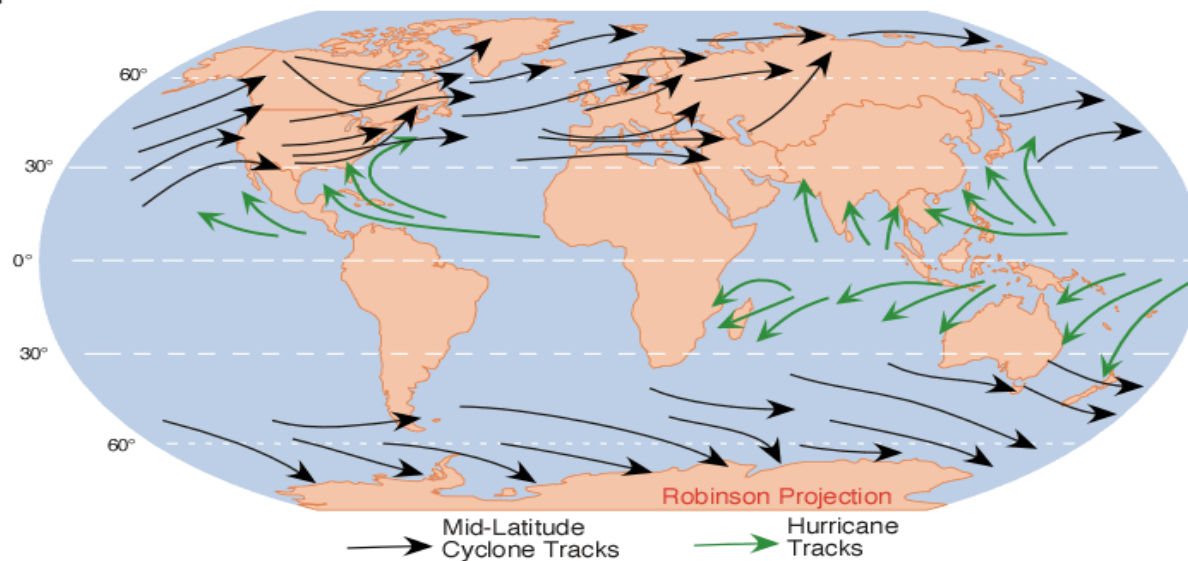 60°
30°
0°
30°
60°
Robinson Projection
Mid-Latitude
Cyclone Tracks
Hurricane
Tracks